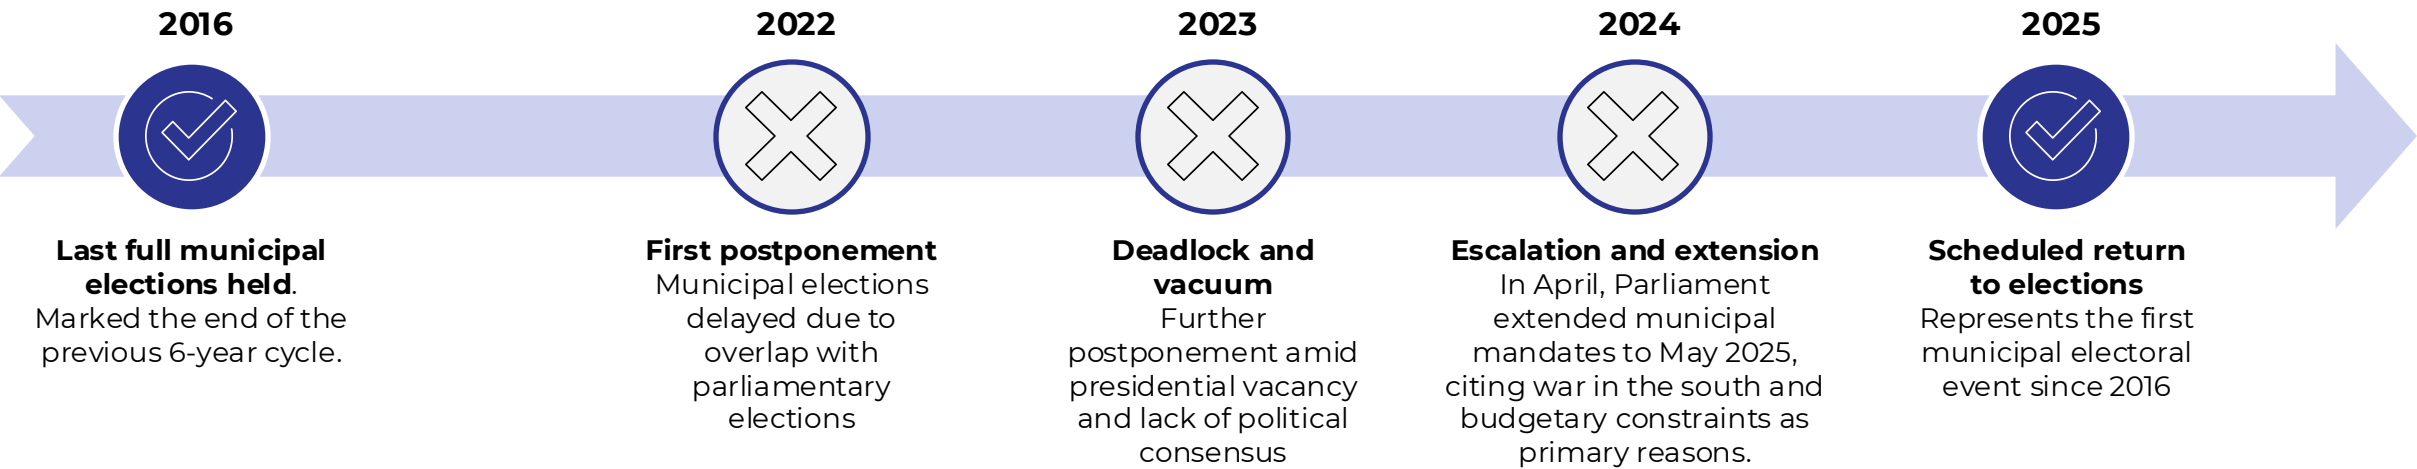 2016
Last full municipal
elections held.
Marked the end of the
previous 6-year cycle.
2022
First postponement
Municipal elections
delayed due to
overlap with
parliamentary
elections
2023
Deadlock and
vacuum
Further
postponement amid
presidential vacancy
and lack of political
consensus
2024
Escalation and extension
In April, Parliament
extended municipal
mandates to May 2025,
citing war in the south and
budgetary constraints as
primary reasons.
2025
Scheduled return
to elections
Represents the first
municipal electoral
event since 2016